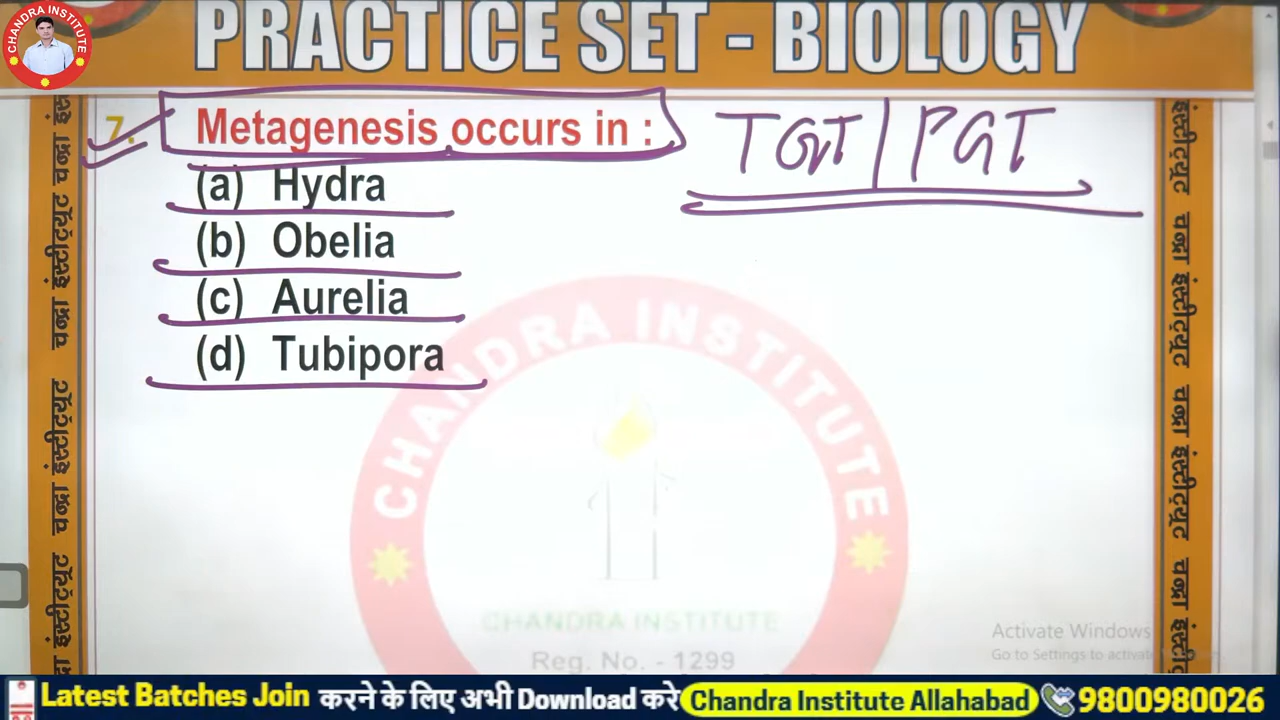 CHANDRA INSTITUTE
PRACTICE SET - BIOLOGY
7. Metagenesis occurs in :
TGT | PGT
(a) Hydra
(b) Obelia
(c) Aurelia
(d) Tubipora
CHANDRA INSTITUTE
CHANDRA INSTITUTE
Reg. No. - 1299
चन्द्रा इंस्टीट्यूट चन्द्रा इंस्टीट्यूट चन्द्रा इंस्टीट्यूट
इंस्टीट्यूट चन्द्रा इंस्टीट्यूट चन्द्रा इंस्टीट्यूट चन्द्रा इंस्टीट्यूट
Activate Windows
Go to Settings to activate
Latest Batches Join करने के लिए अभी Download करे Chandra Institute Allahabad 9800980026